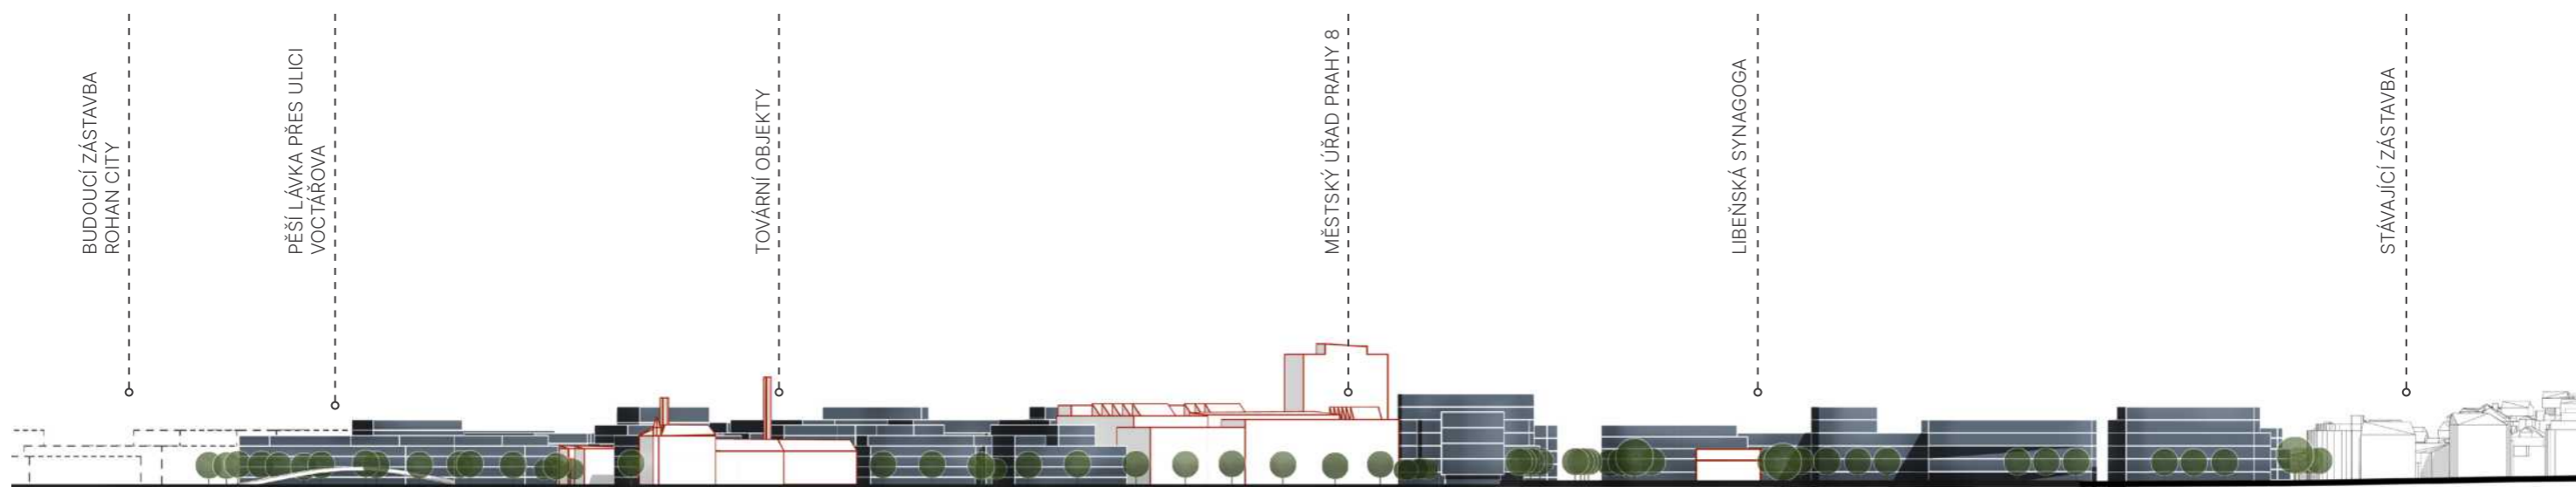 BUDOUCÍ ZÁSTAVBA
ROHAN CITY
PĚŠÍ LÁVKA PŘES ULICI
VOCTÁŘOVA
TOVÁRNÍ OBJEKTY
MĚSTSKÝ ÚŘAD PRAHY 8
LIBEŇSKÁ SYNAGOGA
STÁVAJÍCÍ ZÁSTAVBA